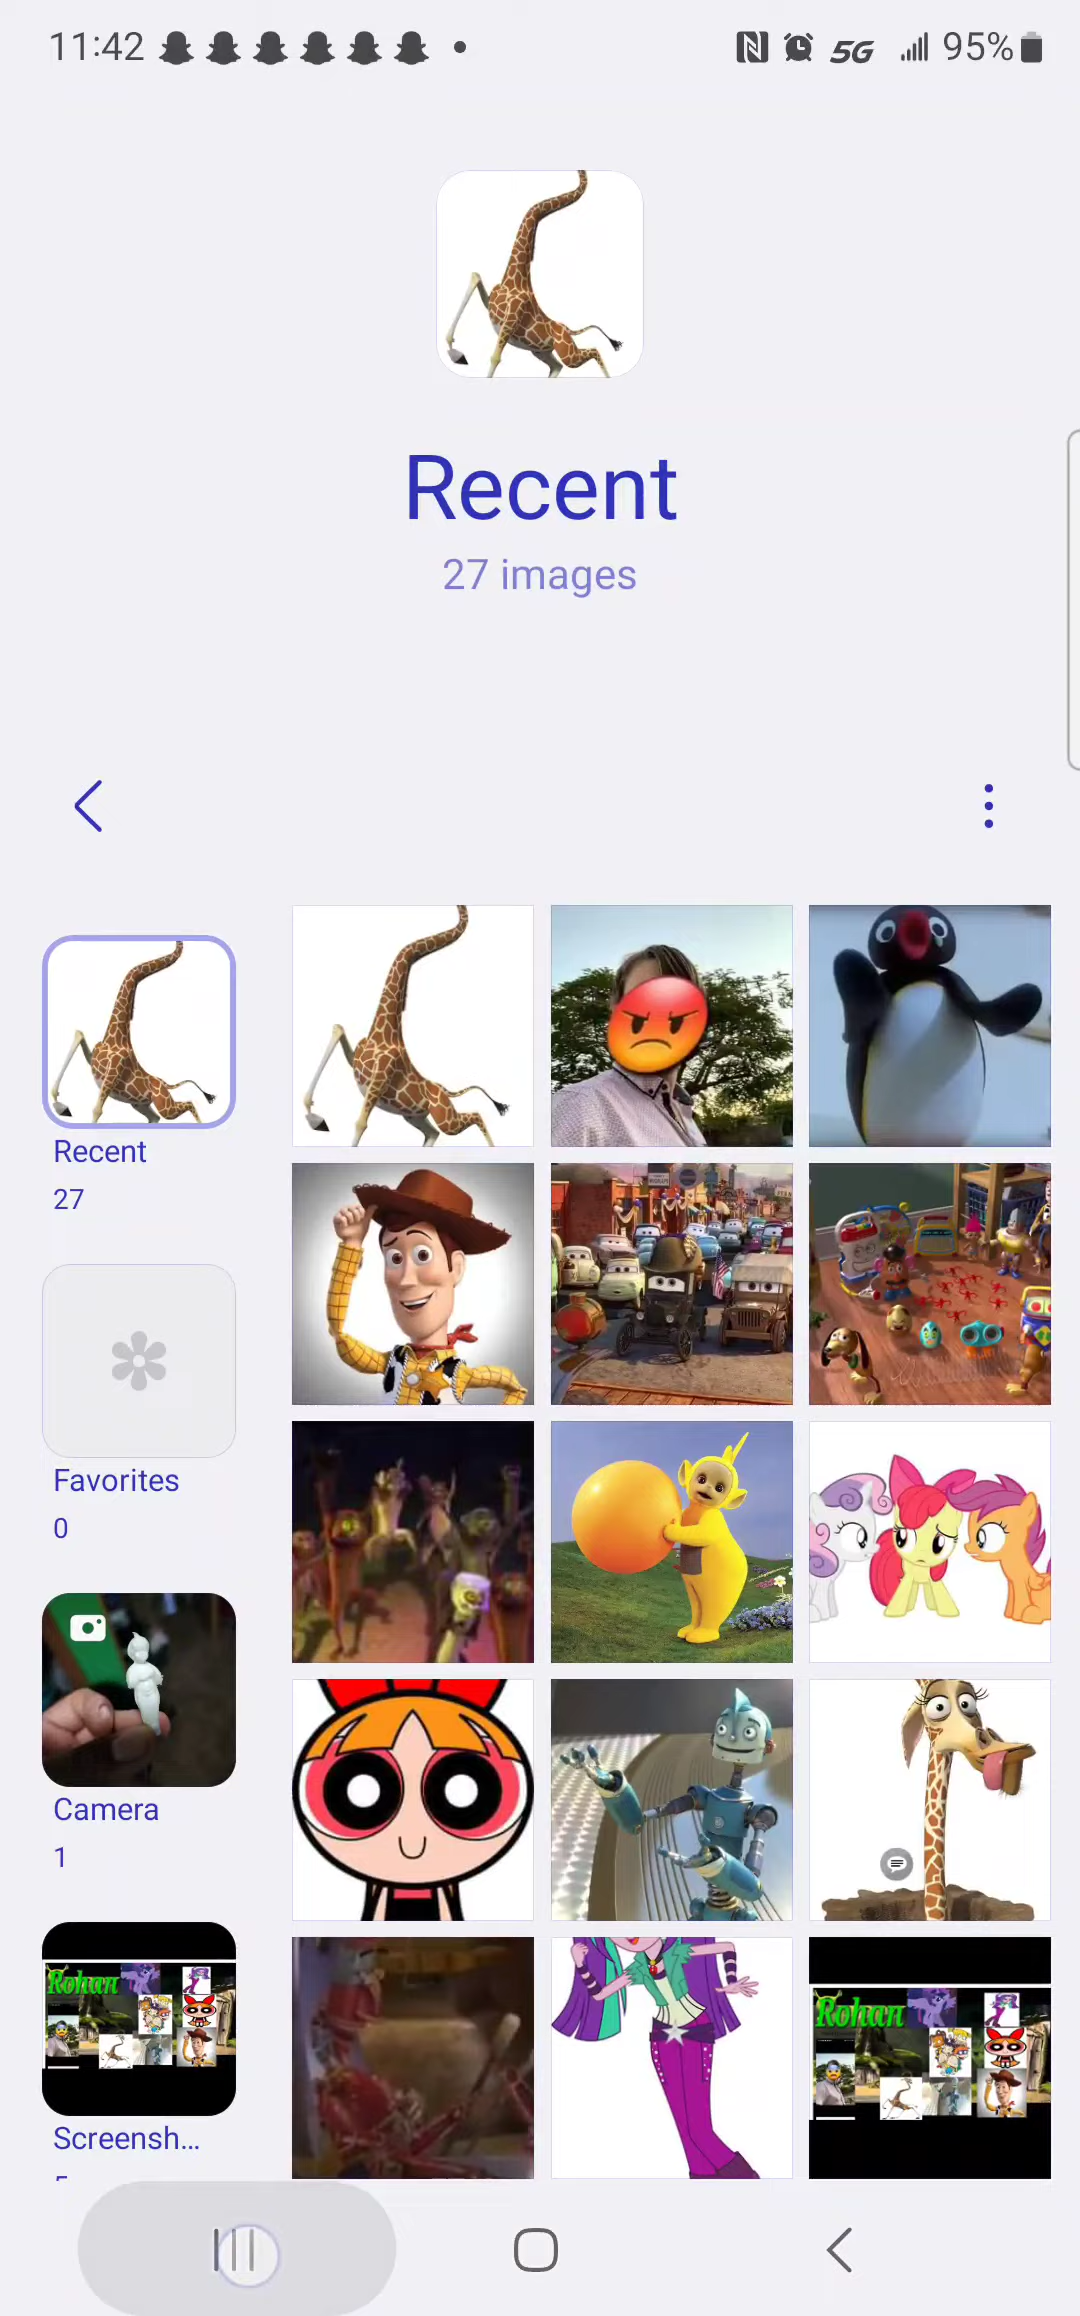 11:42
5G
95%
Recent
27 images
Recent
27
Favorites
0
Camera
1
Rohan
Screensh...
Rohan